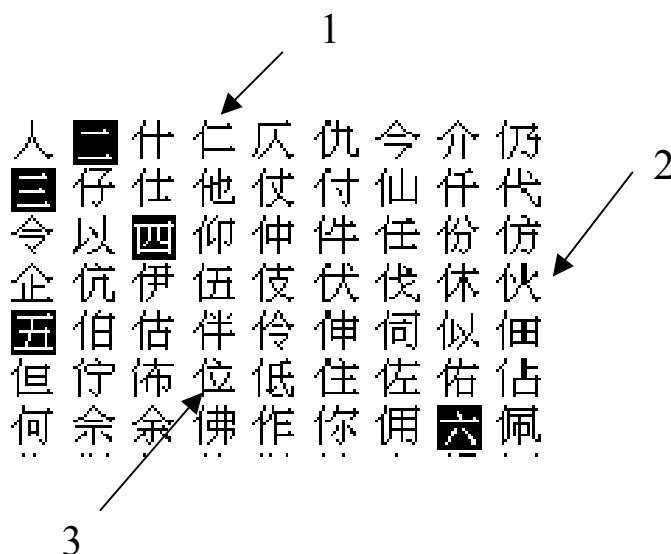 1
人 二 什 仁 仄 仇 今 介 仍
2
三 仔 仕 他 仗 付 仙 仟 代
令 以 四 仰 仲 件 任 份 仿
企 伉 伊 伍 伎 伏 伐 休 伙
五 伯 估 伴 伶 伸 伺 似 佃
但 佇 佈 位 低 住 佐 佑 佔
何 佘 余 佛 作 你 佣 六 佩
3